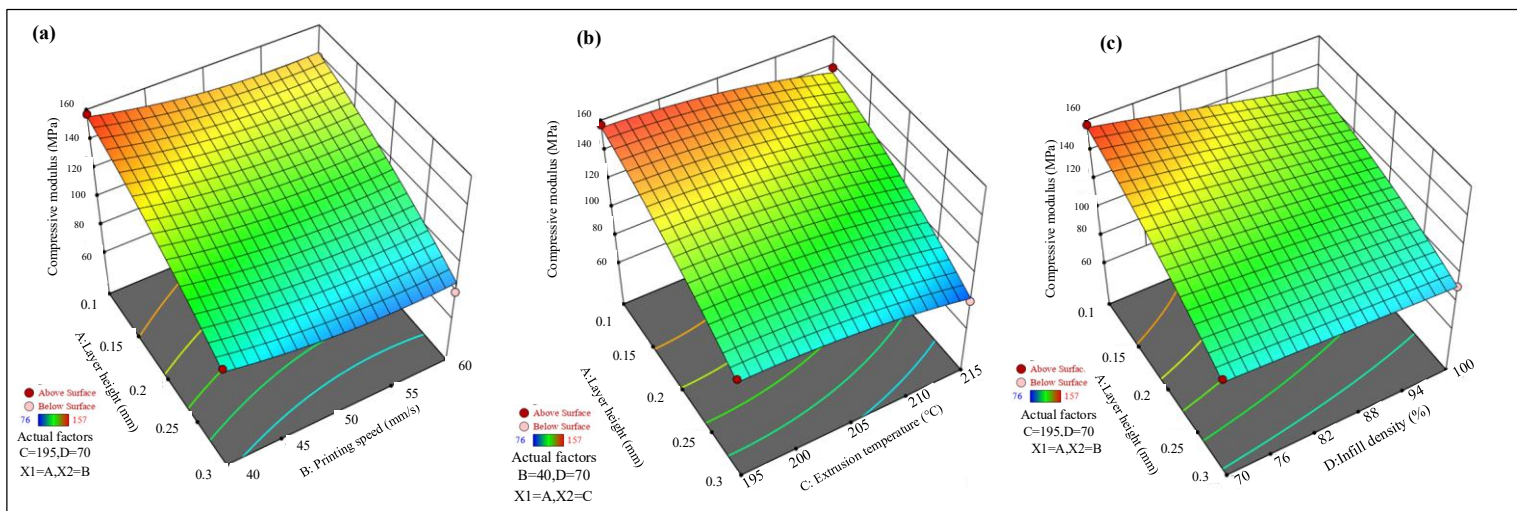 (a)
160
140
120
100
80
60
Compressive modulus (MPa)
0.1
0.15
0.2
0.25
0.3
A:Layer height (mm)
40
45
50
55
60
B: Printing speed (mm/s)
Above Surface
Below Surface
76 157
Actual factors
C=195,D=70
X1=A,X2=B
(b)
160
140
120
100
80
60
Compressive modulus (MPa)
0.1
0.15
0.2
0.25
0.3
A:Layer height (mm)
195
200
205
210
215
C: Extrusion temperature (°C)
Above Surface
Below Surface
76 157
Actual factors
B=40,D=70
X1=A,X2=C
(c)
160
140
120
100
80
60
Compressive modulus (MPa)
0.1
0.15
0.2
0.25
0.3
A:Layer height (mm)
70
76
82
88
94
100
D:Infill density (%)
Above Surfac.
Below Surface
76 157
Actual factors
C=195,D=70
X1=A,X2=B